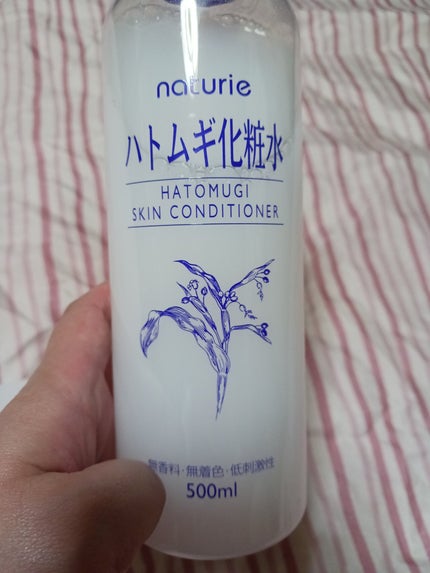 naturie
ハトムギ化粧水
HATOMUGI
SKIN CONDITIONER
無香料・無着色・低刺激性
500ml